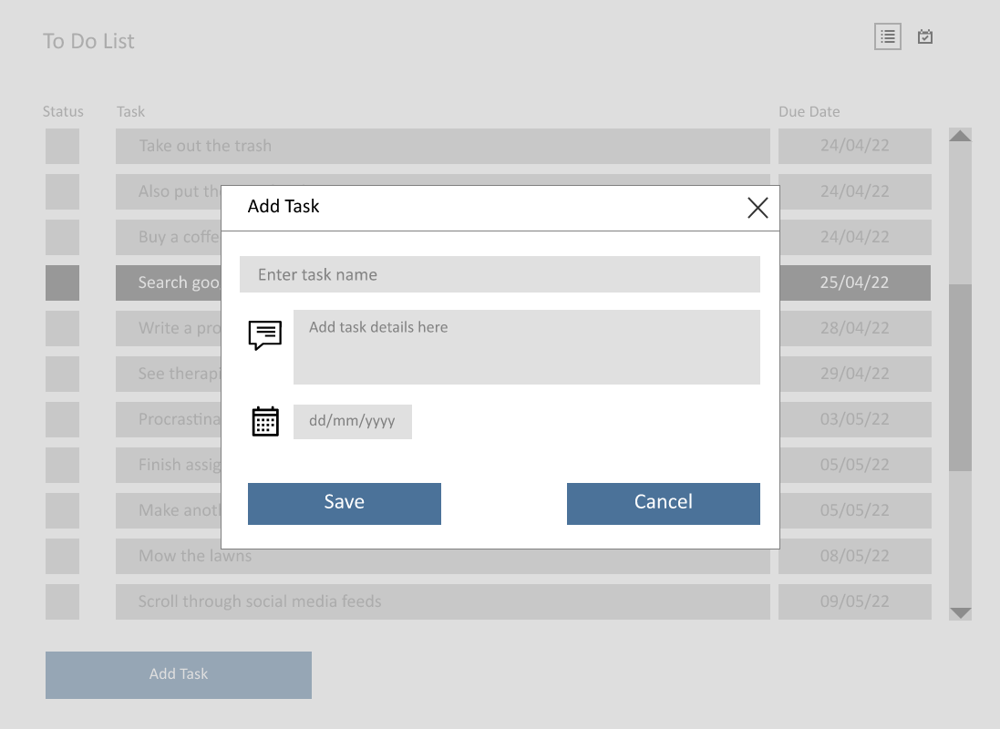 To Do List
Status Task Due Date
Take out the trash 24/04/22
Also put the 24/04/22
Add Task
Buy a coffe 24/04/22
Enter task name
Search goo 25/04/22
Write a pro 28/04/22
Add task details here
See therapi 29/04/22
Procrastina 03/05/22
dd/mm/yyyy
Finish assig 05/05/22
Make anoth 05/05/22
Save Cancel
Mow the lawns 08/05/22
Scroll through social media feeds 09/05/22
Add Task